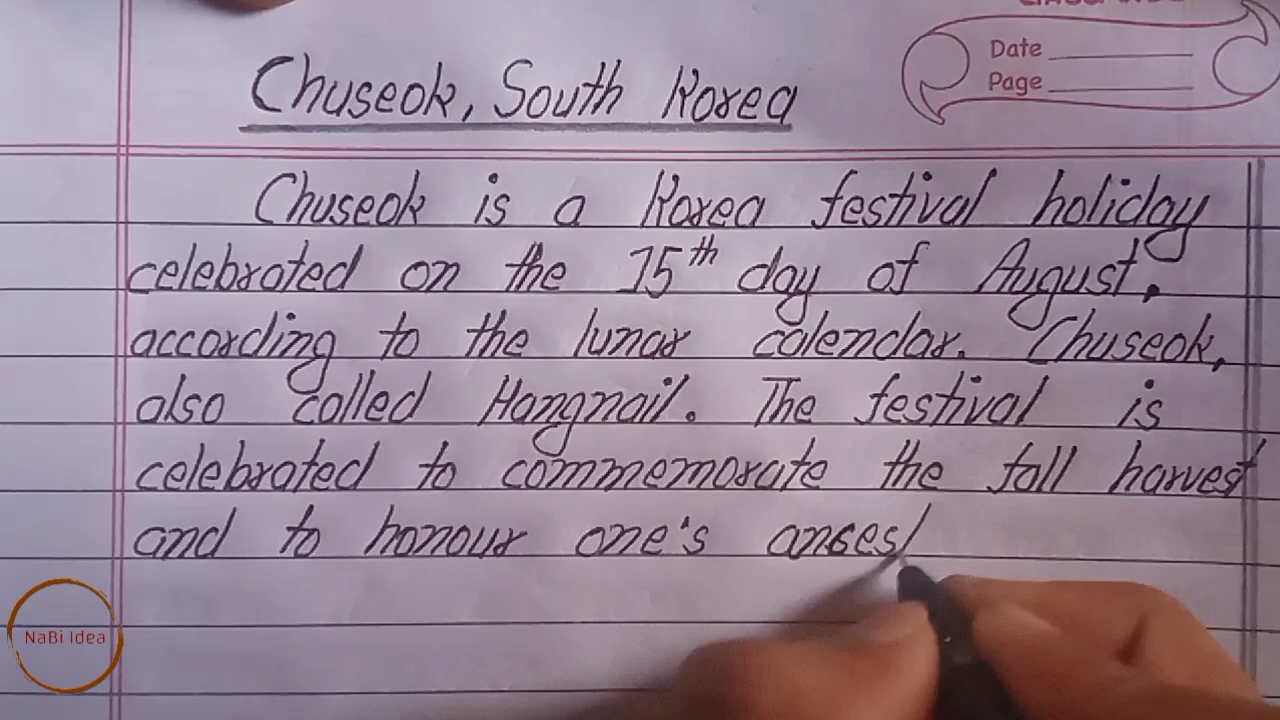 Date
Page
Chuseok, South Korea
Chuseok is a Korea festival holiday
celebrated on the 15th day of August,
according to the lunar calendar. Chuseok,
also called Hangnail. The festival is
celebrated to commemorate the fall harvest
and to honour one's
NaBi Idea